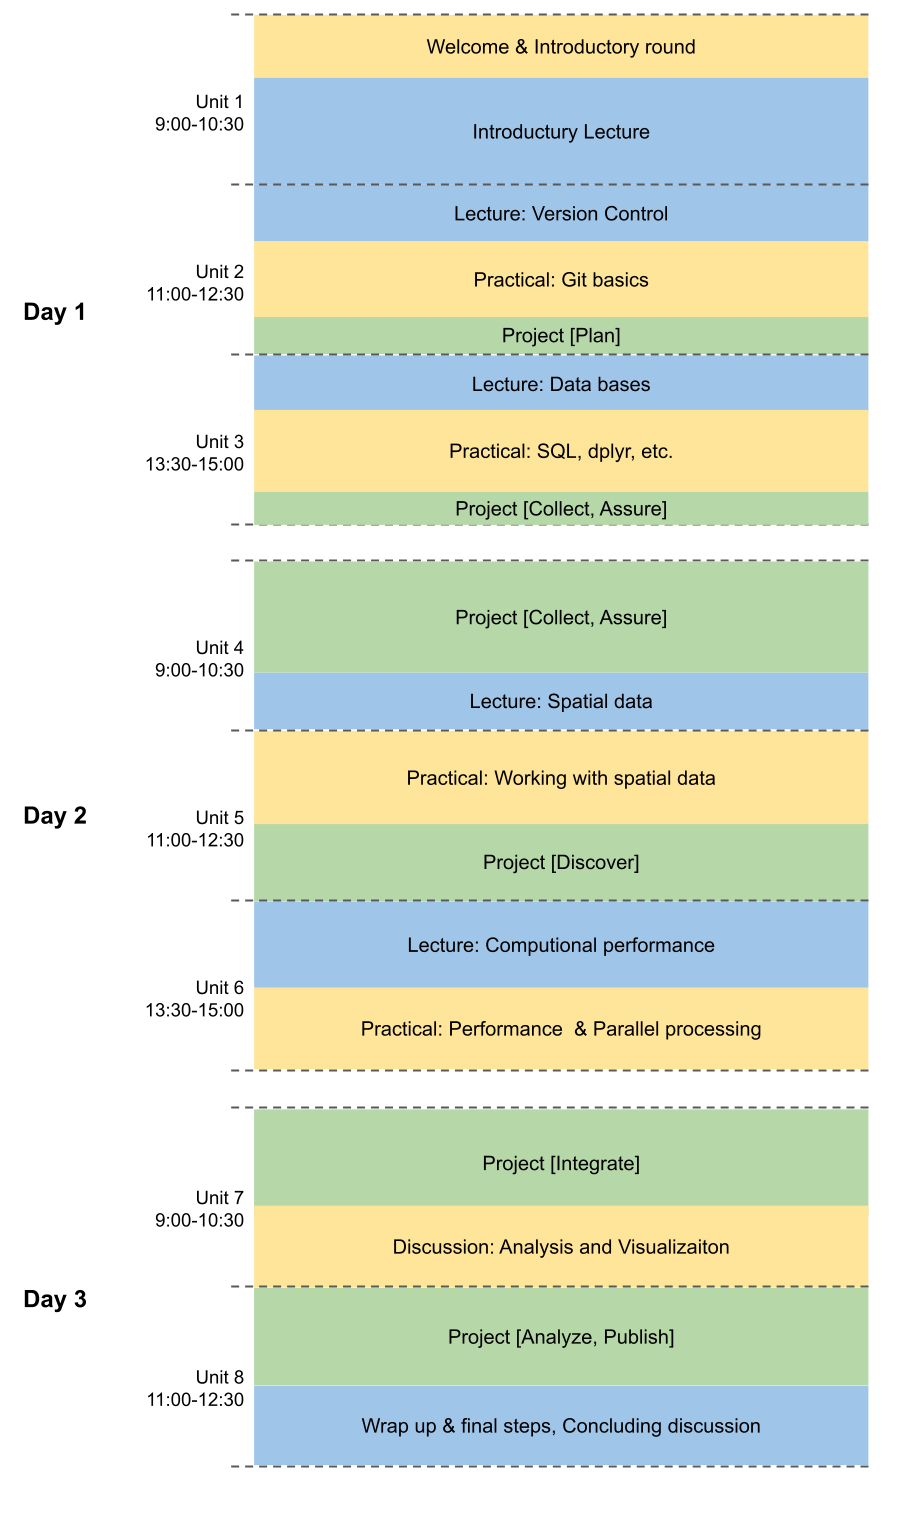 Day 1
Unit 1
9:00-10:30
Welcome & Introductory round
Introductury Lecture
Unit 2
11:00-12:30
Lecture: Version Control
Practical: Git basics
Project [Plan]
Unit 3
13:30-15:00
Lecture: Data bases
Practical: SQL, dplyr, etc.
Project [Collect, Assure]
Day 2
Unit 4
9:00-10:30
Project [Collect, Assure]
Lecture: Spatial data
Unit 5
11:00-12:30
Practical: Working with spatial data
Project [Discover]
Unit 6
13:30-15:00
Lecture: Computional performance
Practical: Performance  & Parallel processing
Day 3
Unit 7
9:00-10:30
Project [Integrate]
Discussion: Analysis and Visualizaiton
Unit 8
11:00-12:30
Project [Analyze, Publish]
Wrap up & final steps, Concluding discussion